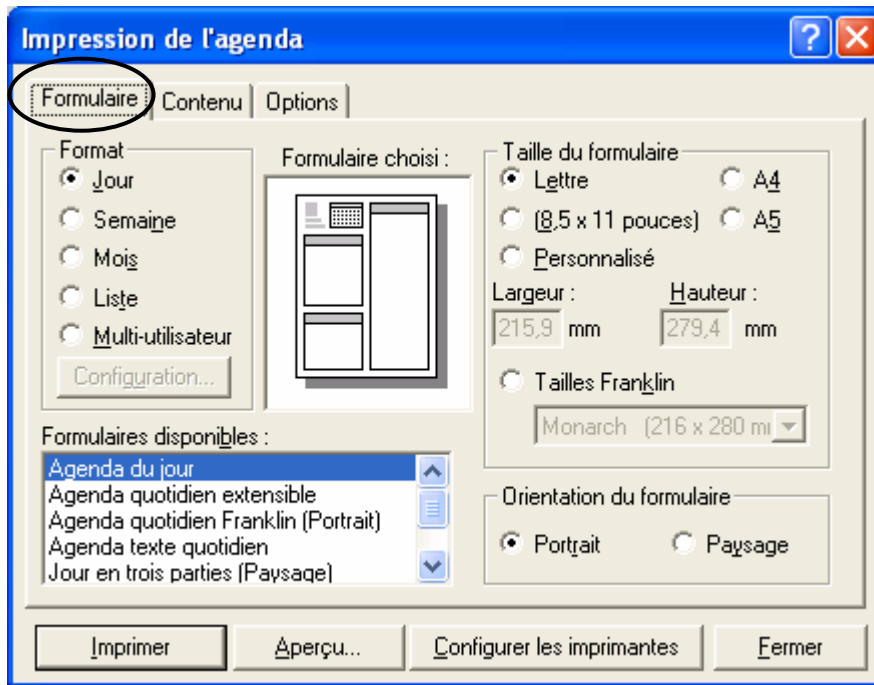 Impression de l'agenda
Formulaire Contenu Options
Format
Jour
Semaine
Mois
Liste
Multi-utilisateur
Configuration...
Formulaire choisi :
Taille du formulaire
Lettre A4
(8,5 x 11 pouces) A5
Personnalisé
Largeur : Hauteur :
215,9 mm 279,4 mm
Tailles Franklin
Monarch (216 x 280 m
Formulaires disponibles :
Agenda du jour
Agenda quotidien extensible
Agenda quotidien Franklin (Portrait)
Agenda texte quotidien
Jour en trois parties (Paysage)
Orientation du formulaire
Portrait Paysage
Imprimer Aperçu... Configurer les imprimantes Fermer